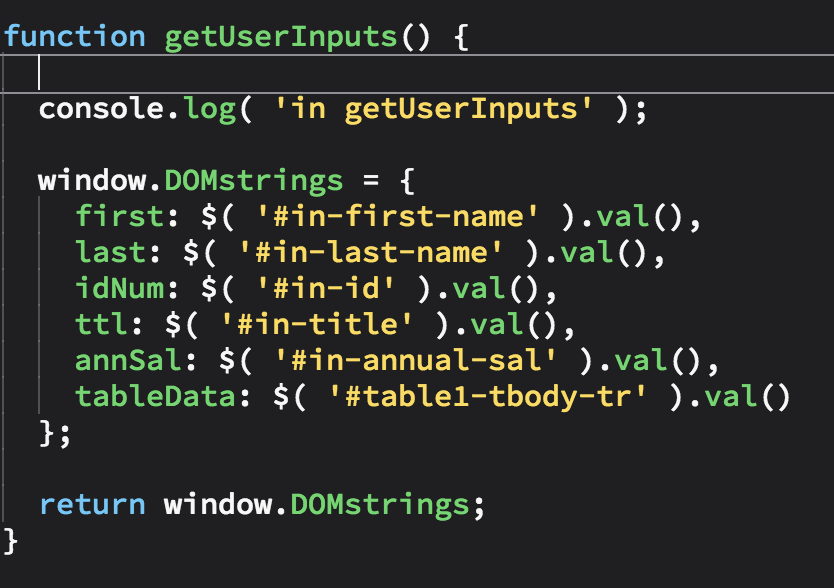 function getUserInputs() {
console.log( 'in getUserInputs' );
window.DOMstrings = {
first: $( '#in-first-name' ).val(),
last: $( '#in-last-name' ).val(),
idNum: $( '#in-id' ).val(),
ttl: $( '#in-title' ).val(),
annSal: $( '#in-annual-sal' ).val(),
tableData: $( '#table1-tbody-tr' ).val()
};
return window.DOMstrings;
}